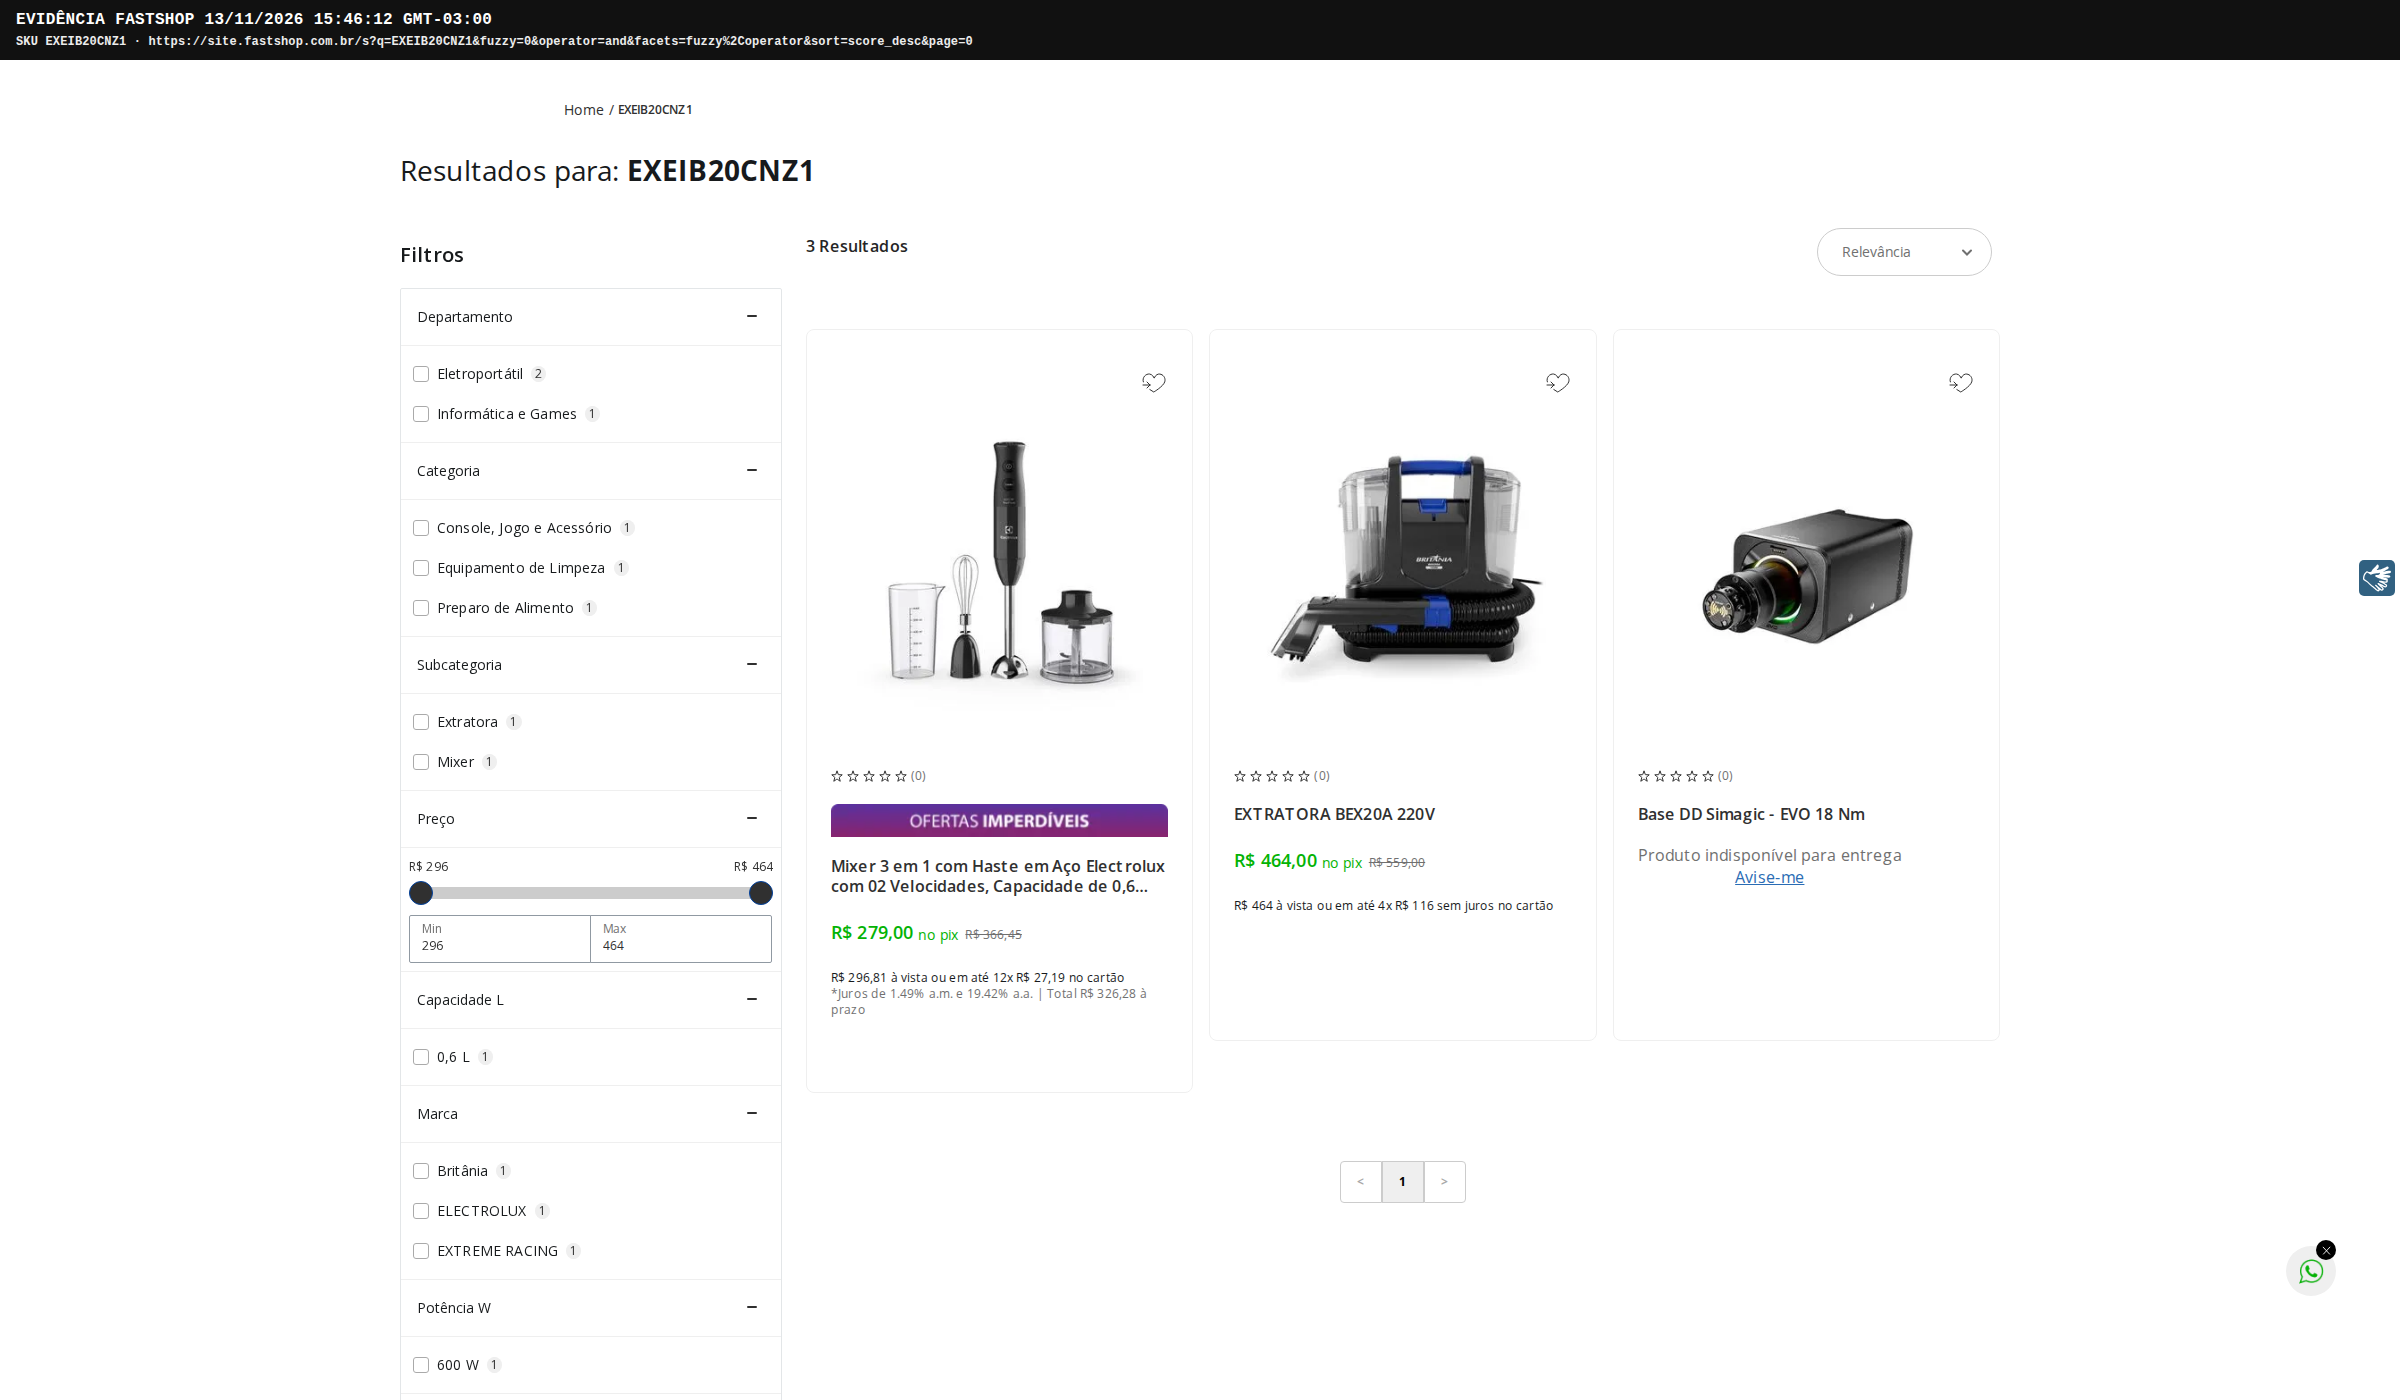 EVIDÊNCIA FASTSHOP 13/11/2026 15:46:12 GMT-03:00
SKU EXEIB20CNZ1 · https://site.fastshop.com.br/s?q=EXEIB20CNZ1&fuzzy=0&operator=and&facets=fuzzy%2Coperator&sort=score_desc&page=0
Home / EXEIB20CNZ1
Resultados para: EXEIB20CNZ1
Filtros
3 Resultados
Relevância
Departamento
Eletroportátil 2
Informática e Games 1
Categoria
Console, Jogo e Acessório 1
Equipamento de Limpeza 1
Preparo de Alimento 1
Subcategoria
Extratora 1
Mixer 1
Preço
R$ 296 R$ 464
Min Max
296 464
Capacidade L
0,6 L 1
Marca
Britânia 1
ELECTROLUX 1
EXTREME RACING 1
Potência W
600 W 1
(0)
OFERTAS IMPERDÍVEIS
Mixer 3 em 1 com Haste em Aço Electrolux
com 02 Velocidades, Capacidade de 0,6...
R$ 279,00 no pix R$ 366,45
R$ 296,81 à vista ou em até 12x R$ 27,19 no cartão
*Juros de 1.49% a.m. e 19.42% a.a. | Total R$ 326,28 à
prazo
BRITÂNIA
(0)
EXTRATORA BEX20A 220V
R$ 464,00 no pix R$ 559,00
R$ 464 à vista ou em até 4x R$ 116 sem juros no cartão
(0)
Base DD Simagic - EVO 18 Nm
Produto indisponível para entrega
Avise-me
< 1 >